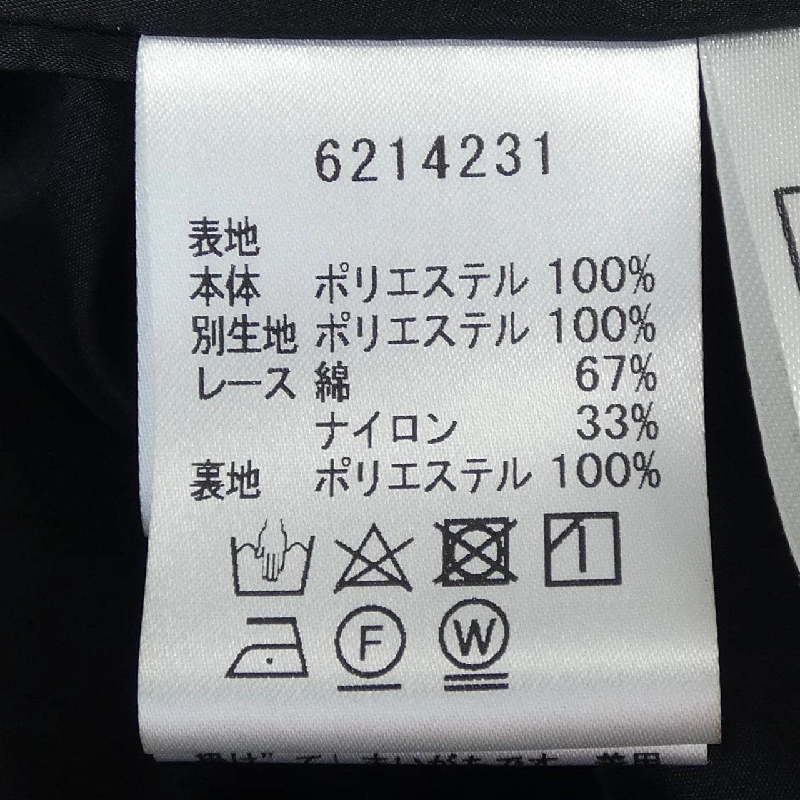 6214231
表地
本体 ポリエステル 100%
別生地 ポリエステル 100%
レース 綿 67%
ナイロン 33%
裏地 ポリエステル 100%
F W